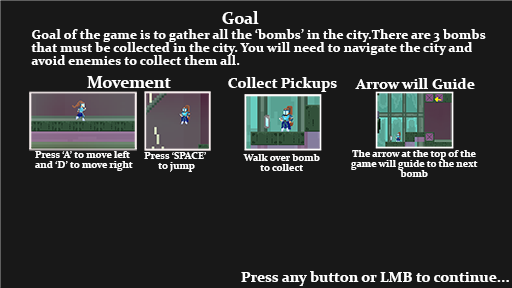 Goal
Goal of the game is to gather all the ‘bombs’ in the city.There are 3 bombs
that must be collected in the city. You will need to navigate the city and
avoid enemies to collect them all.
Movement
Press ‘A’ to move left
and ‘D’ to move right
Press ‘SPACE’
to jump
Collect Pickups
Walk over bomb
to collect
Arrow will Guide
The arrow at the top of the
game will guide to the next
bomb
Press any button or LMB to continue...